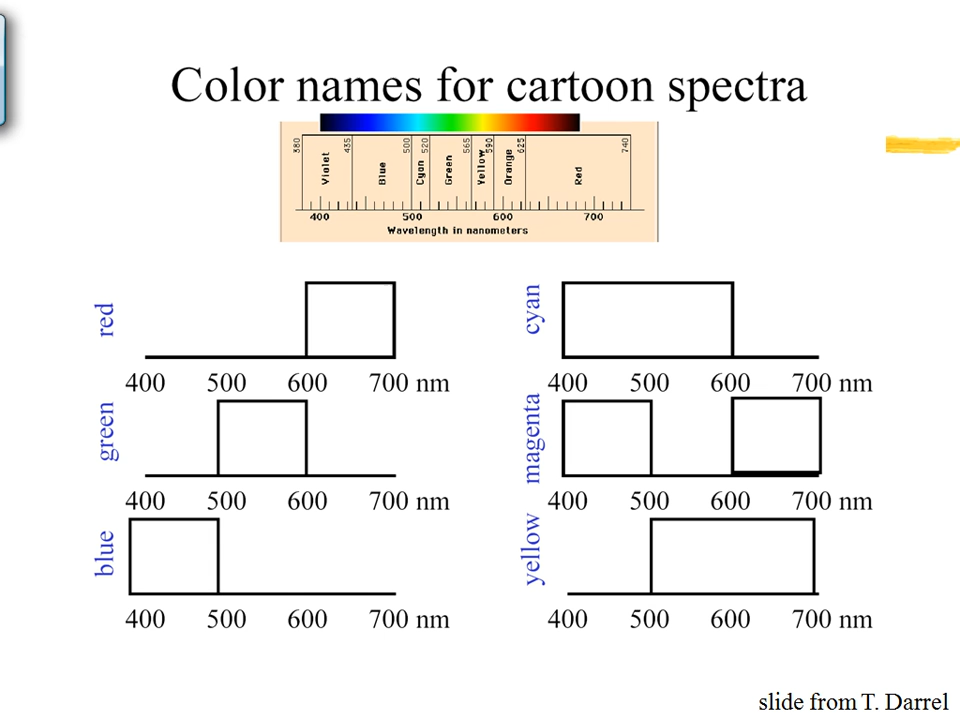 Color names for cartoon spectra
380 435 500 520 565 590 625 740
Violet Blue Cyan Green Yellow Orange Red
400 500 600 700
Wavelength in nanometers
red
400 500 600 700 nm
cyan
400 500 600 700 nm
green
400 500 600 700 nm
magenta
400 500 600 700 nm
blue
400 500 600 700 nm
yellow
400 500 600 700 nm
slide from T. Darrel